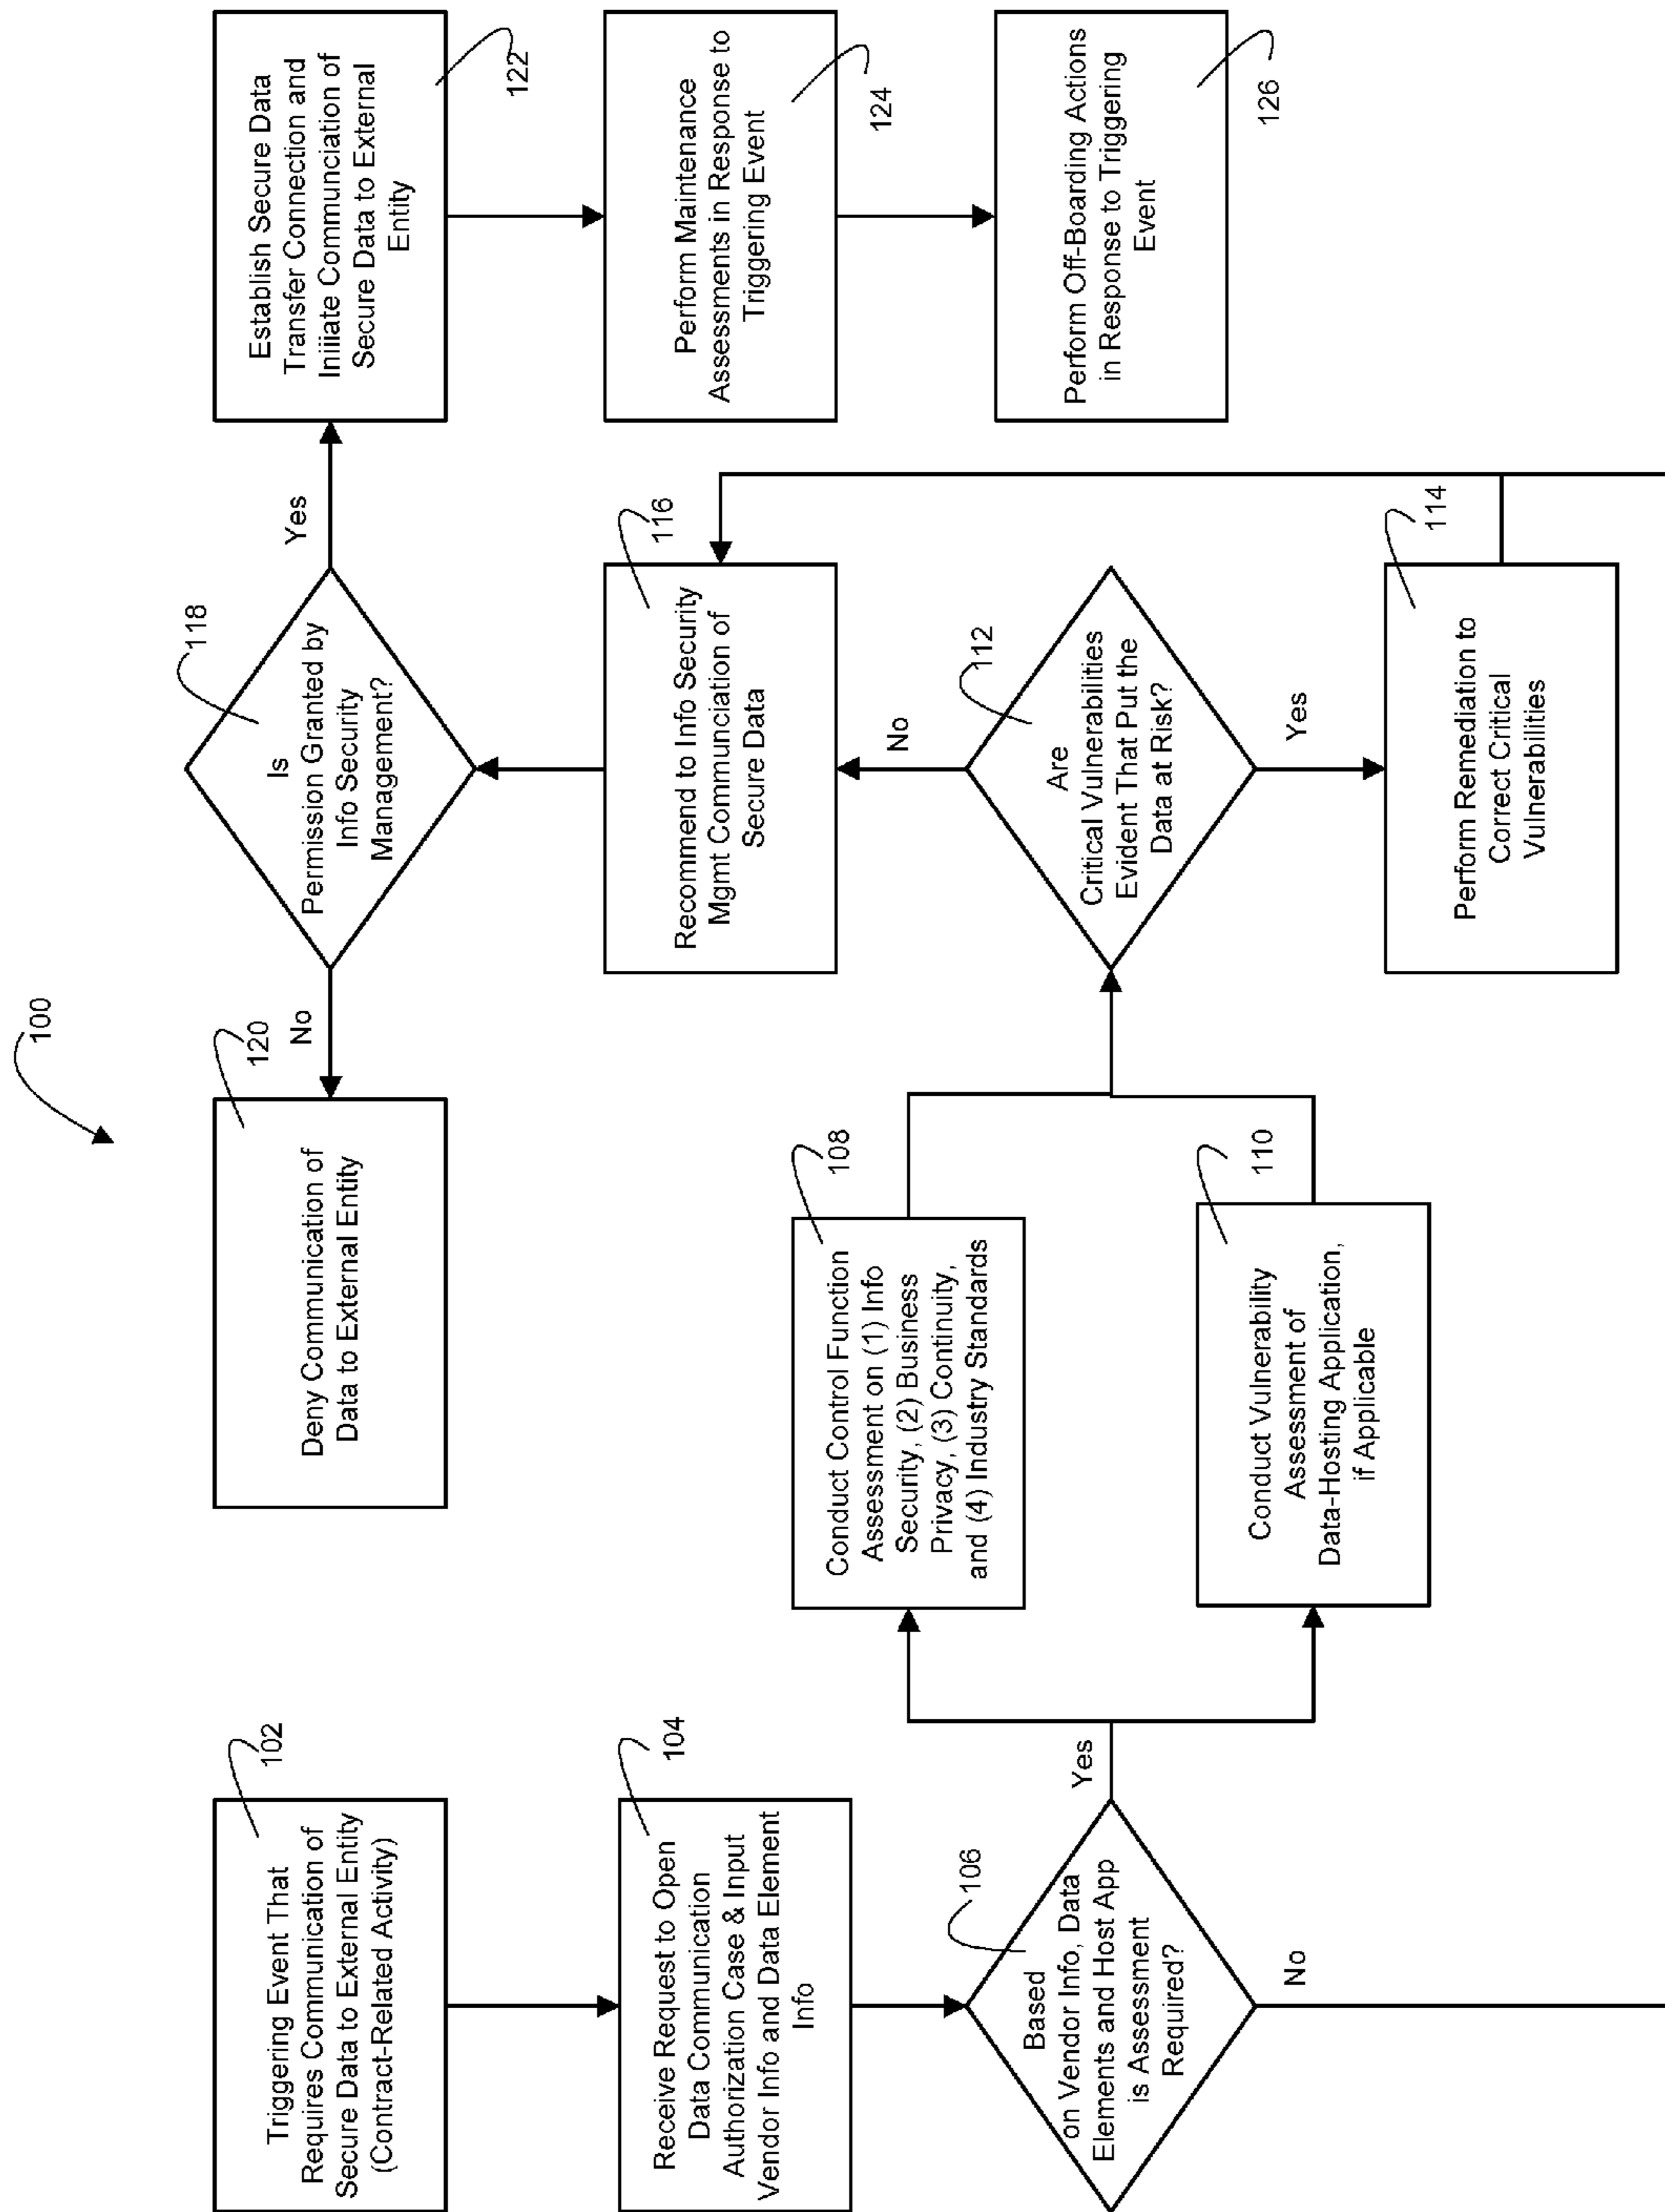 100
102
Triggering Event That
Requires Communication of
Secure Data to External Entity
(Contract-Related Activity)
104
Receive Request to Open
Data Communication
Authorization Case & Input
Vendor Info and Data Element
Info
106
Based
on Vendor Info, Data
Elements and Host App
is Assessment
Required?
Yes
No
108
Conduct Control Function
Assessment on (1) Info
Security, (2) Business
Privacy, (3) Continuity,
and (4) Industry Standards
110
Conduct Vulnerability
Assessment of
Data-Hosting Application,
if Applicable
112
Are
Critical Vulnerabilities
Evident That Put the
Data at Risk?
No
Yes
114
Perform Remediation to
Correct Critical
Vulnerabilities
116
Recommend to Info Security
Mgmt Communciation of
Secure Data
118
Is
Permission Granted by
Info Security
Management?
No
Yes
120
Deny Communication of
Data to External Entity
122
Establish Secure Data
Transfer Connection and
Iniiiate Communciation of
Secure Data to External
Entity
124
Perform Maintenance
Assessments in Response to
Triggering Event
126
Perform Off-Boarding Actions
in Response to Triggering
Event